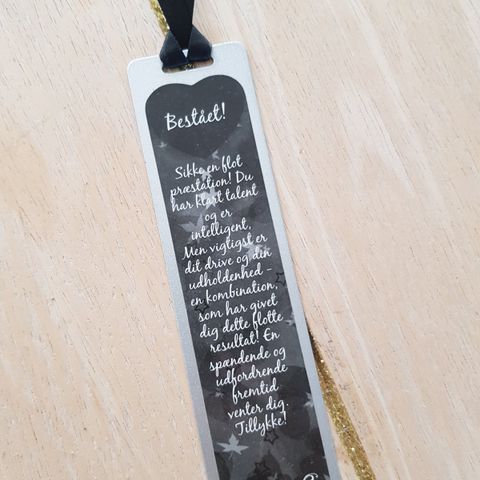 Bestået!
Sikke en flot
præstation! Du
har klart talent
og er
intelligent,
Men vigtigst er
dit drive og din
udholdenhed -
en kombination,
som har givet
dig dette flotte
resultat! En
spændende og
udfordrende
fremtid
venter dig.
Tillykke!